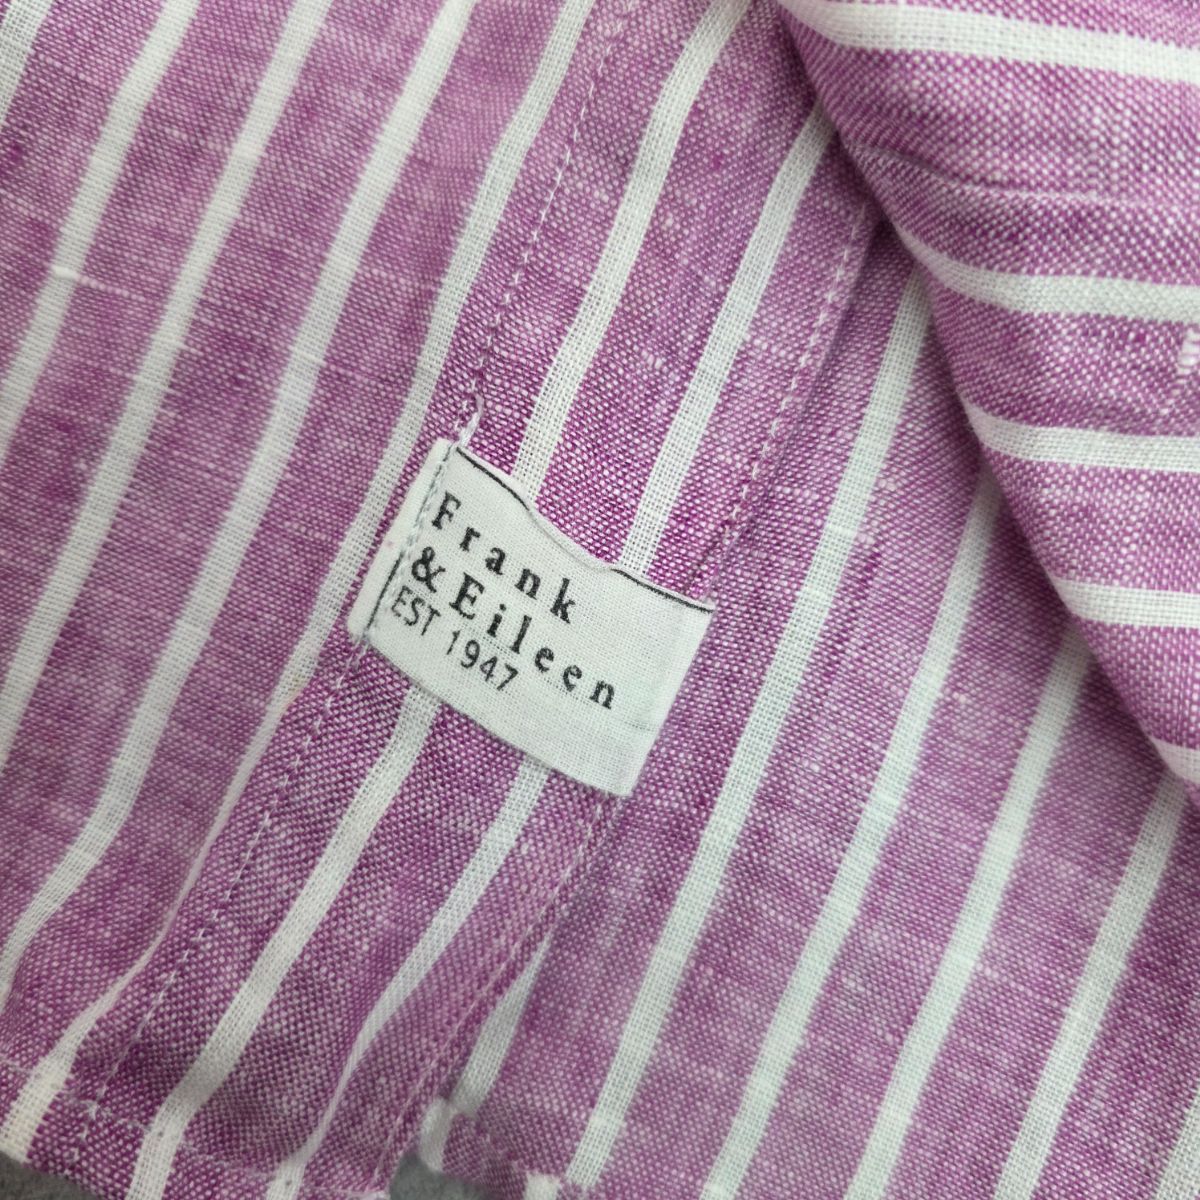 Frank
& Eileen
EST 1947